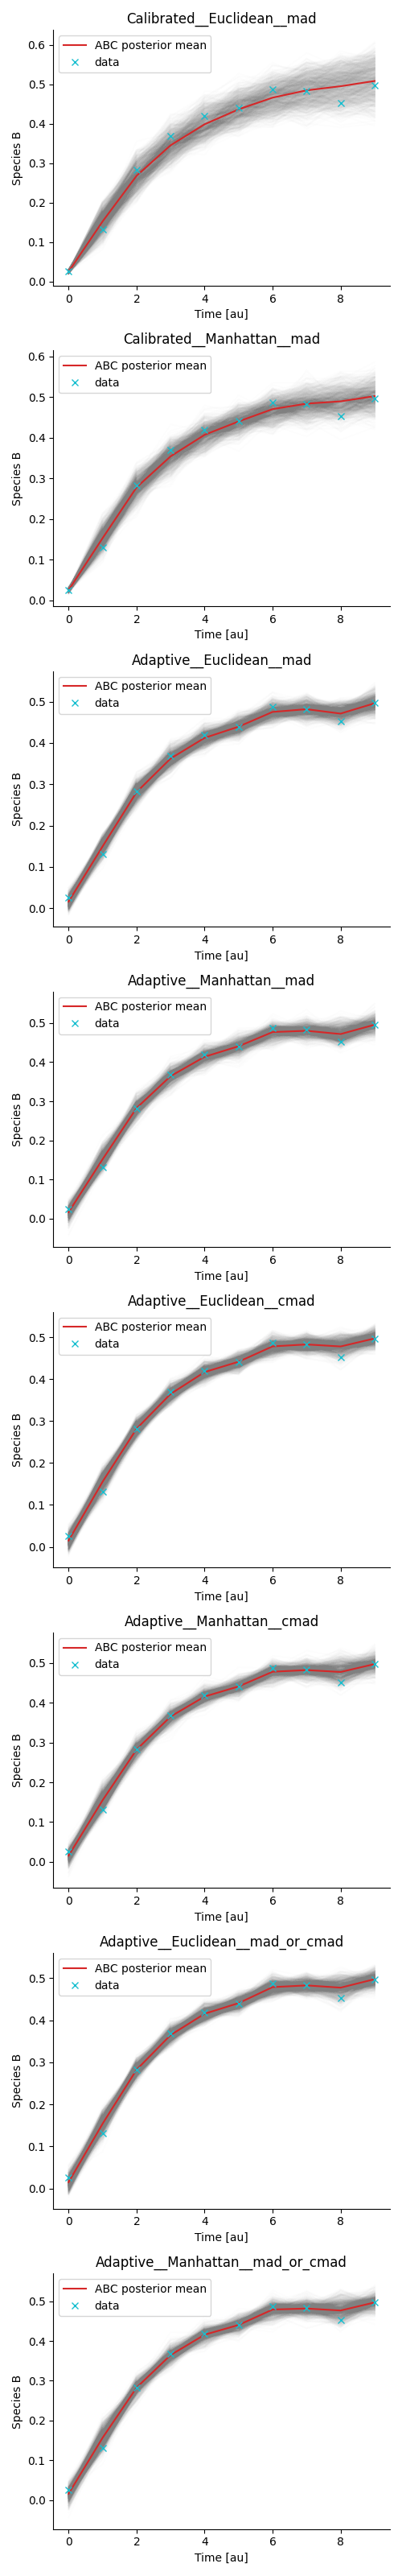 Calibrated__Euclidean__mad
ABC posterior mean
data
0.6
0.5
0.4
0.3
0.2
0.1
0.0
Species B
0 2 4 6 8
Time [au]
Calibrated__Manhattan__mad
ABC posterior mean
data
0.6
0.5
0.4
0.3
0.2
0.1
0.0
Species B
0 2 4 6 8
Time [au]
Adaptive__Euclidean__mad
ABC posterior mean
data
0.5
0.4
0.3
0.2
0.1
0.0
Species B
0 2 4 6 8
Time [au]
Adaptive__Manhattan__mad
ABC posterior mean
data
0.5
0.4
0.3
0.2
0.1
0.0
Species B
0 2 4 6 8
Time [au]
Adaptive__Euclidean__cmad
ABC posterior mean
data
0.5
0.4
0.3
0.2
0.1
0.0
Species B
0 2 4 6 8
Time [au]
Adaptive__Manhattan__cmad
ABC posterior mean
data
0.5
0.4
0.3
0.2
0.1
0.0
Species B
0 2 4 6 8
Time [au]
Adaptive__Euclidean__mad_or_cmad
ABC posterior mean
data
0.5
0.4
0.3
0.2
0.1
0.0
Species B
0 2 4 6 8
Time [au]
Adaptive__Manhattan__mad_or_cmad
ABC posterior mean
data
0.5
0.4
0.3
0.2
0.1
0.0
Species B
0 2 4 6 8
Time [au]